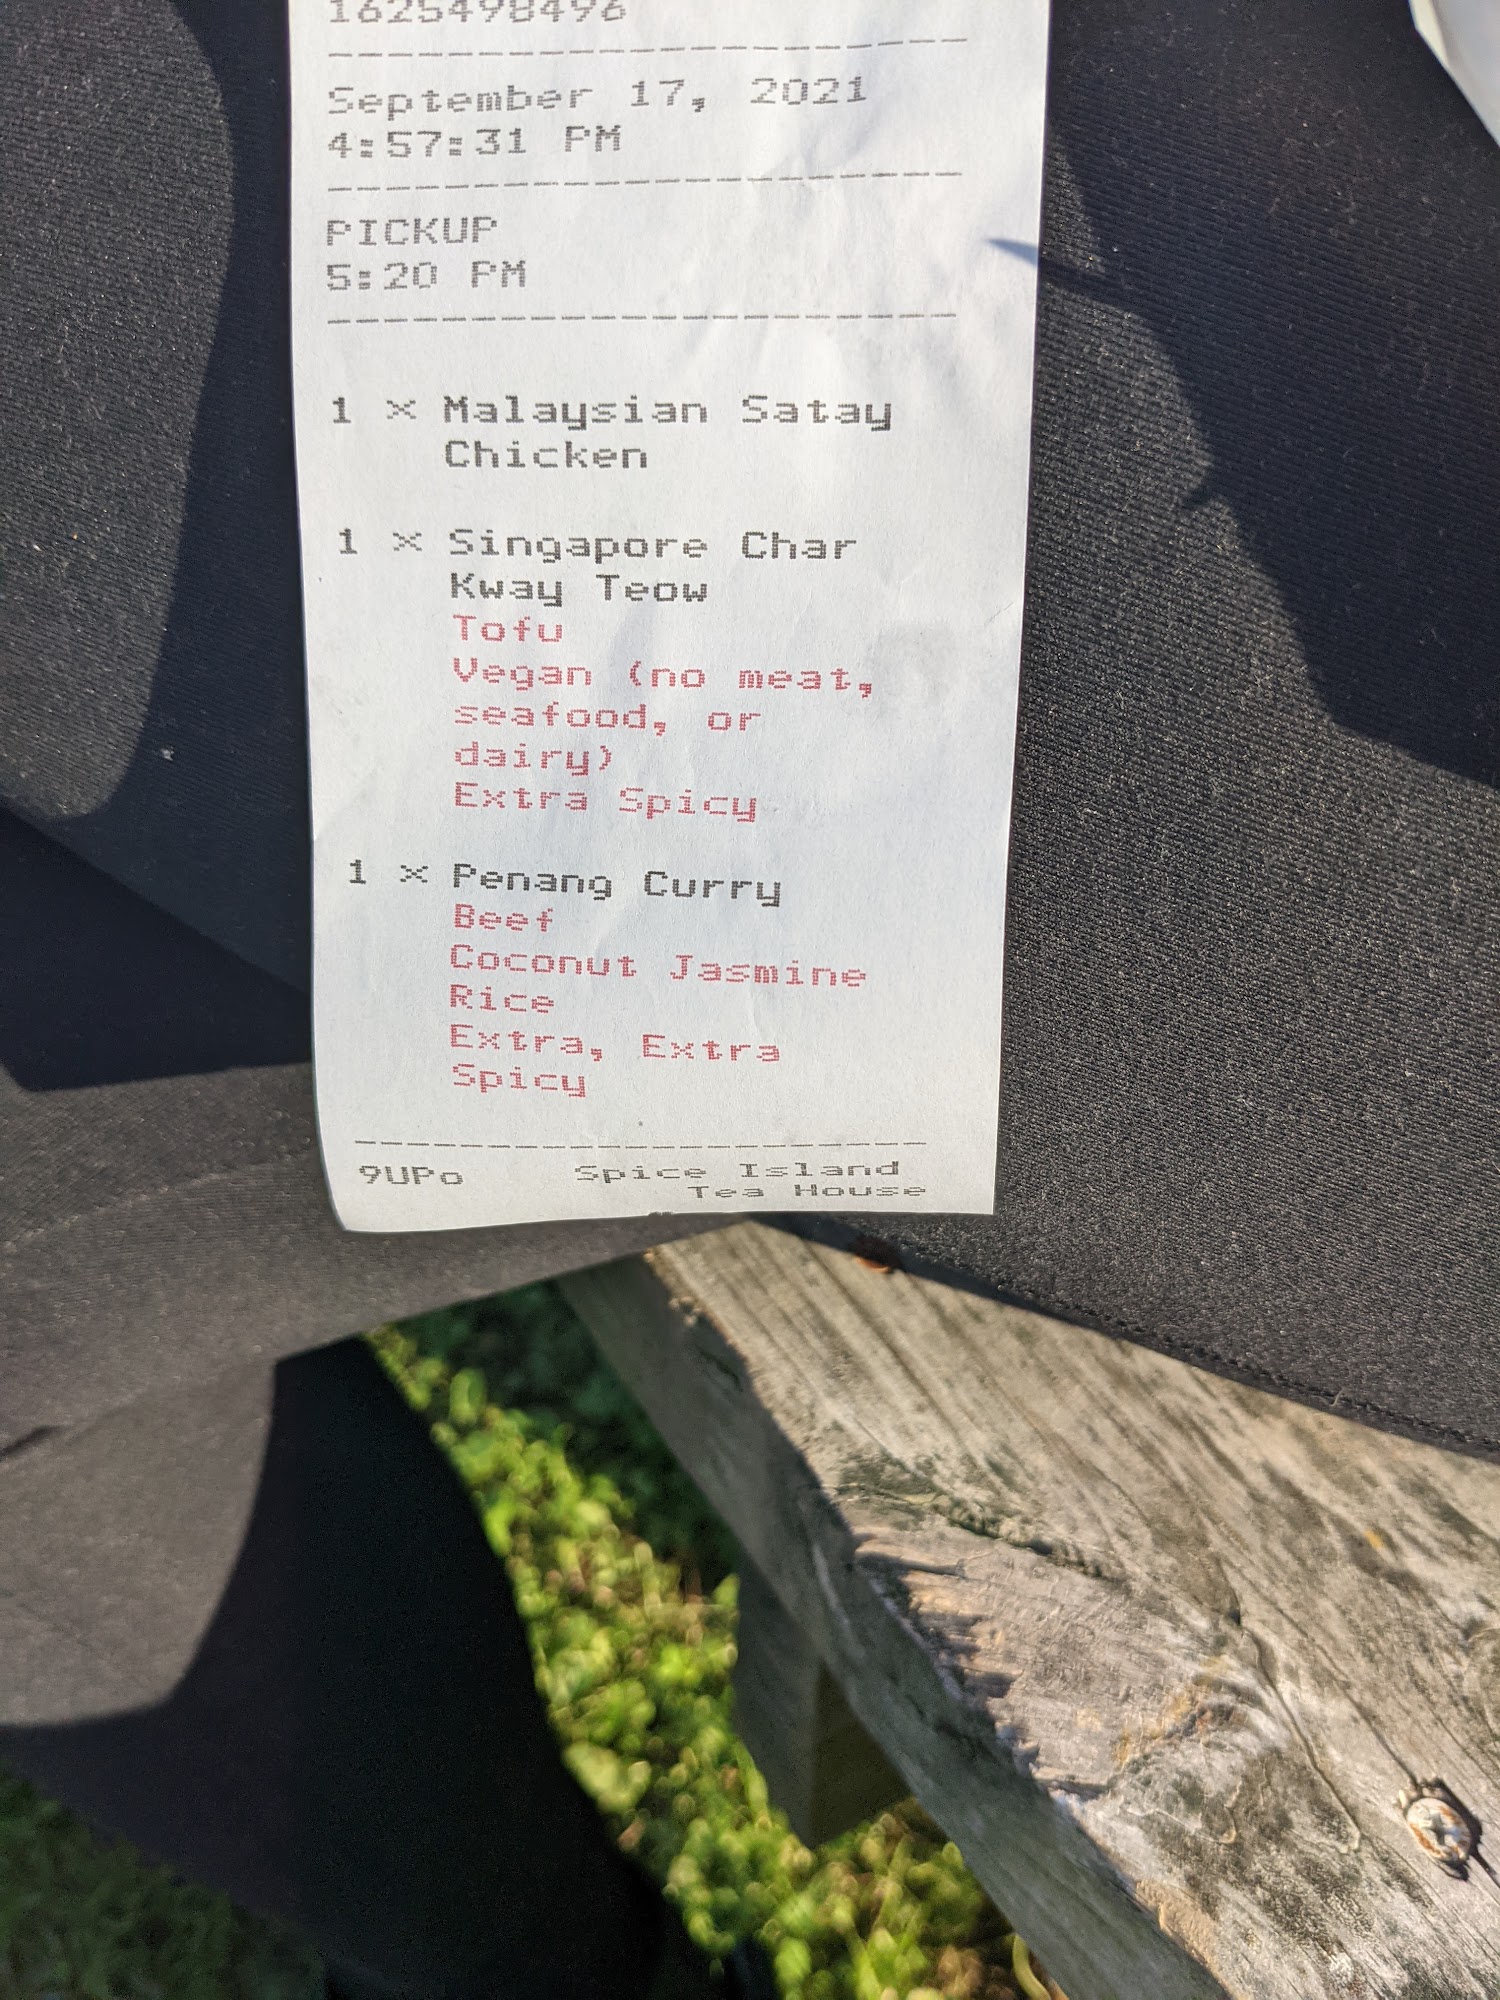 1625498496
September 17, 2021
4:57:31 PM
PICKUP
5:20 PM
1 × Malaysian Satay
Chicken
1 × Singapore Char
Kway Teow
Tofu
Vegan (no meat,
seafood, or
dairy)
Extra Spicy
1 × Penang Curry
Beef
Coconut Jasmine
Rice
Extra, Extra
Spicy
9UPo Spice Island
Tea House